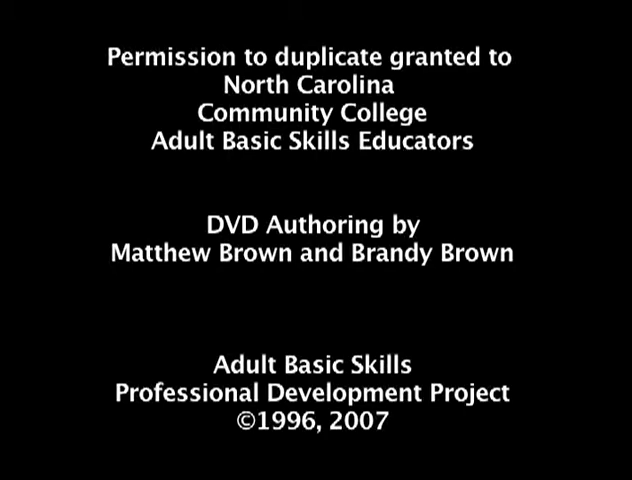 Permission to duplicate granted to
North Carolina
Community College
Adult Basic Skills Educators
DVD Authoring by
Matthew Brown and Brandy Brown
Adult Basic Skills
Professional Development Project
©1996, 2007